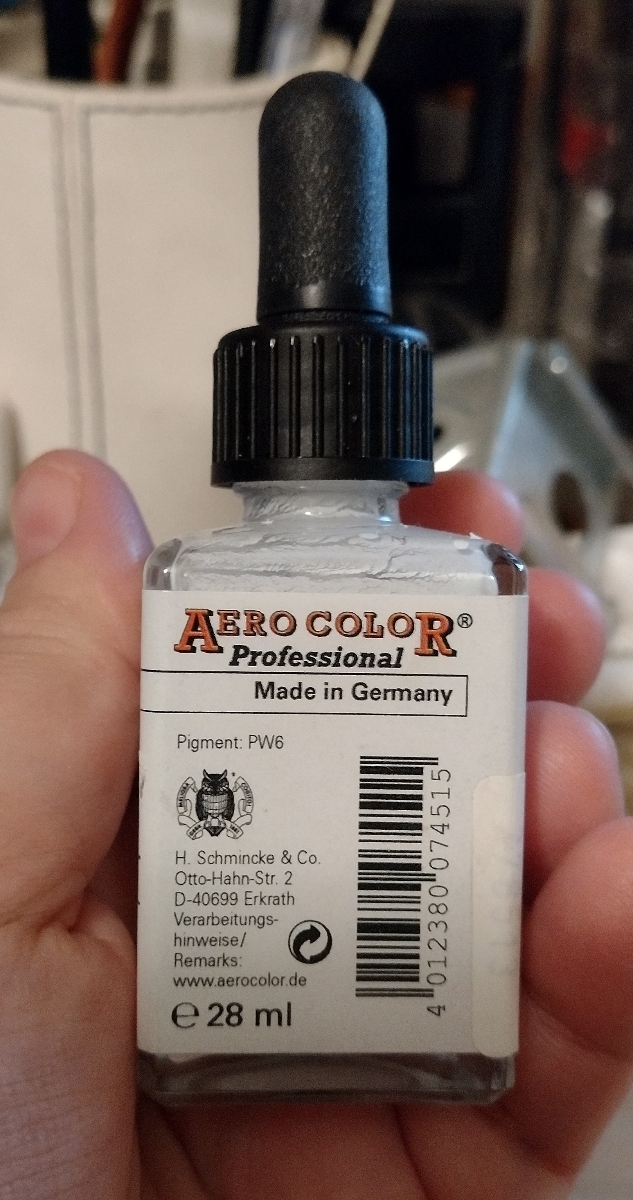 AERO COLOR®
Professional
Made in Germany
Pigment: PW6
H. Schmincke & Co.
Otto-Hahn-Str. 2
D-40699 Erkrath
Verarbeitungs-
hinweise/
Remarks:
www.aerocolor.de
℮ 28 ml
4 012380 074515